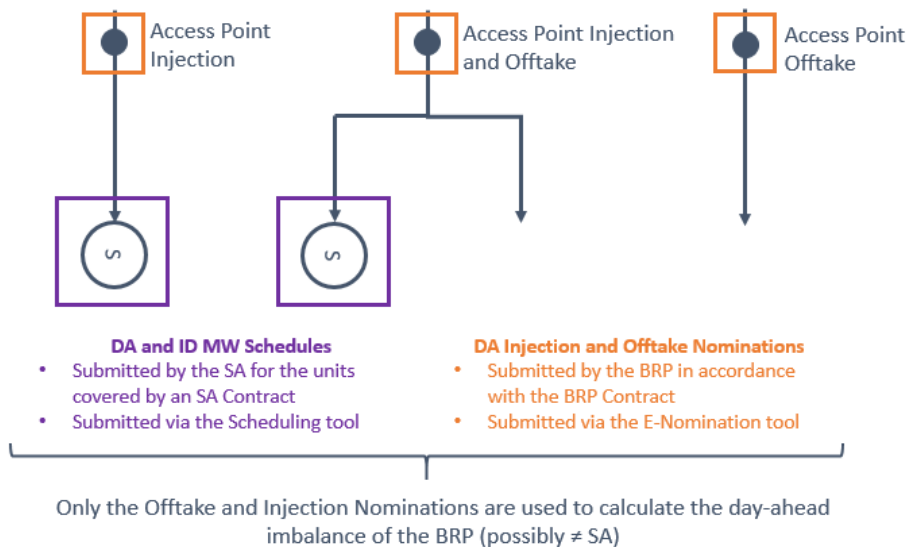 Access Point
Injection
Access Point Injection
and Offtake
Access Point
Offtake
S
S
DA and ID MW Schedules
• Submitted by the SA for the units
covered by an SA Contract
• Submitted via the Scheduling tool
DA Injection and Offtake Nominations
• Submitted by the BRP in accordance
with the BRP Contract
• Submitted via the E-Nomination tool
Only the Offtake and Injection Nominations are used to calculate the day-ahead
imbalance of the BRP (possibly ≠ SA)